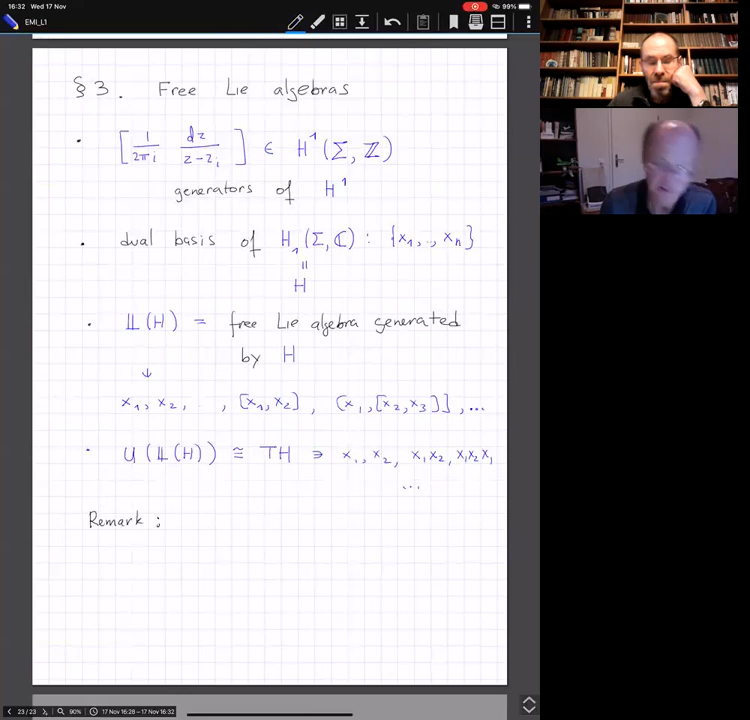 16:32 Wed 17 Nov
99%
EMI_L1
§3. Free Lie algebras
• [ 1/2πi dz/z-z_i ] ∈ H^1(Σ, ℤ)
generators of H^1
• dual basis of H_1(Σ, ℂ) : {x_1, .., x_n}
=
H
• 𝕃(H) = free Lie algebra generated
by H
↓
x_1, x_2, .., [x_1, x_2], [x_1, [x_2, x_3]], ...
• U(𝕃(H)) ≅ TH ∋ x_1, x_2, x_1x_2, x_1x_2x_1
...
Remark :
23/23 90% 17 Nov 16:28 – 17 Nov 16:32